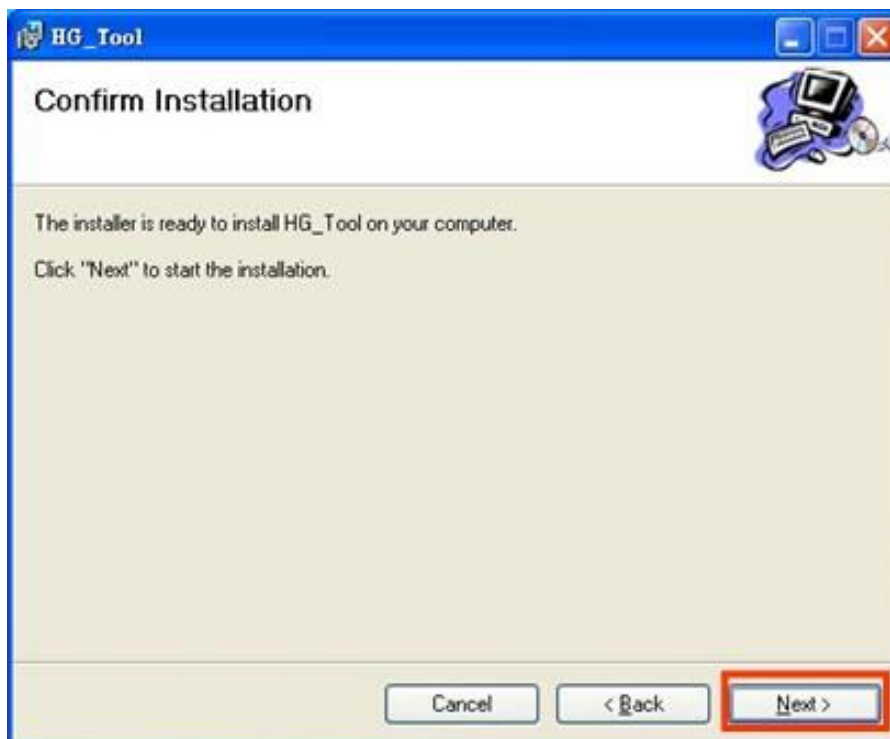 HG_Tool
Confirm Installation
The installer is ready to install HG_Tool on your computer.
Click "Next" to start the installation.
Cancel
< Back
Next >